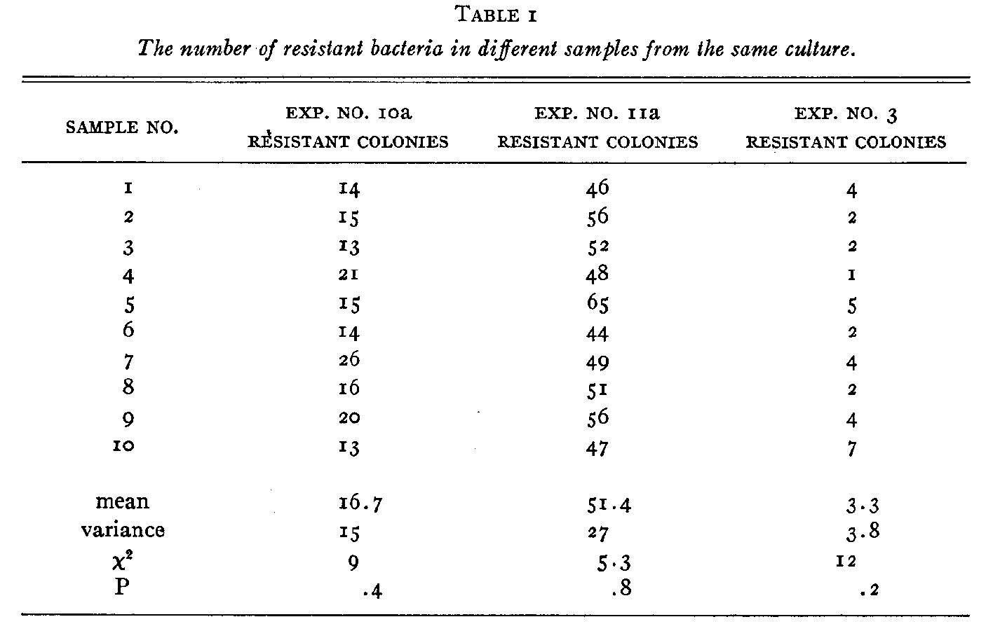 TABLE 1
The number of resistant bacteria in different samples from the same culture.
SAMPLE NO. EXP. NO. 10a RESISTANT COLONIES EXP. NO. 11a RESISTANT COLONIES EXP. NO. 3 RESISTANT COLONIES
1 14 46 4
2 15 56 2
3 13 52 2
4 21 48 1
5 15 65 5
6 14 44 2
7 26 49 4
8 16 51 2
9 20 56 4
10 13 47 7
mean 16.7 51.4 3.3
variance 15 27 3.8
χ² 9 5.3 12
P .4 .8 .2